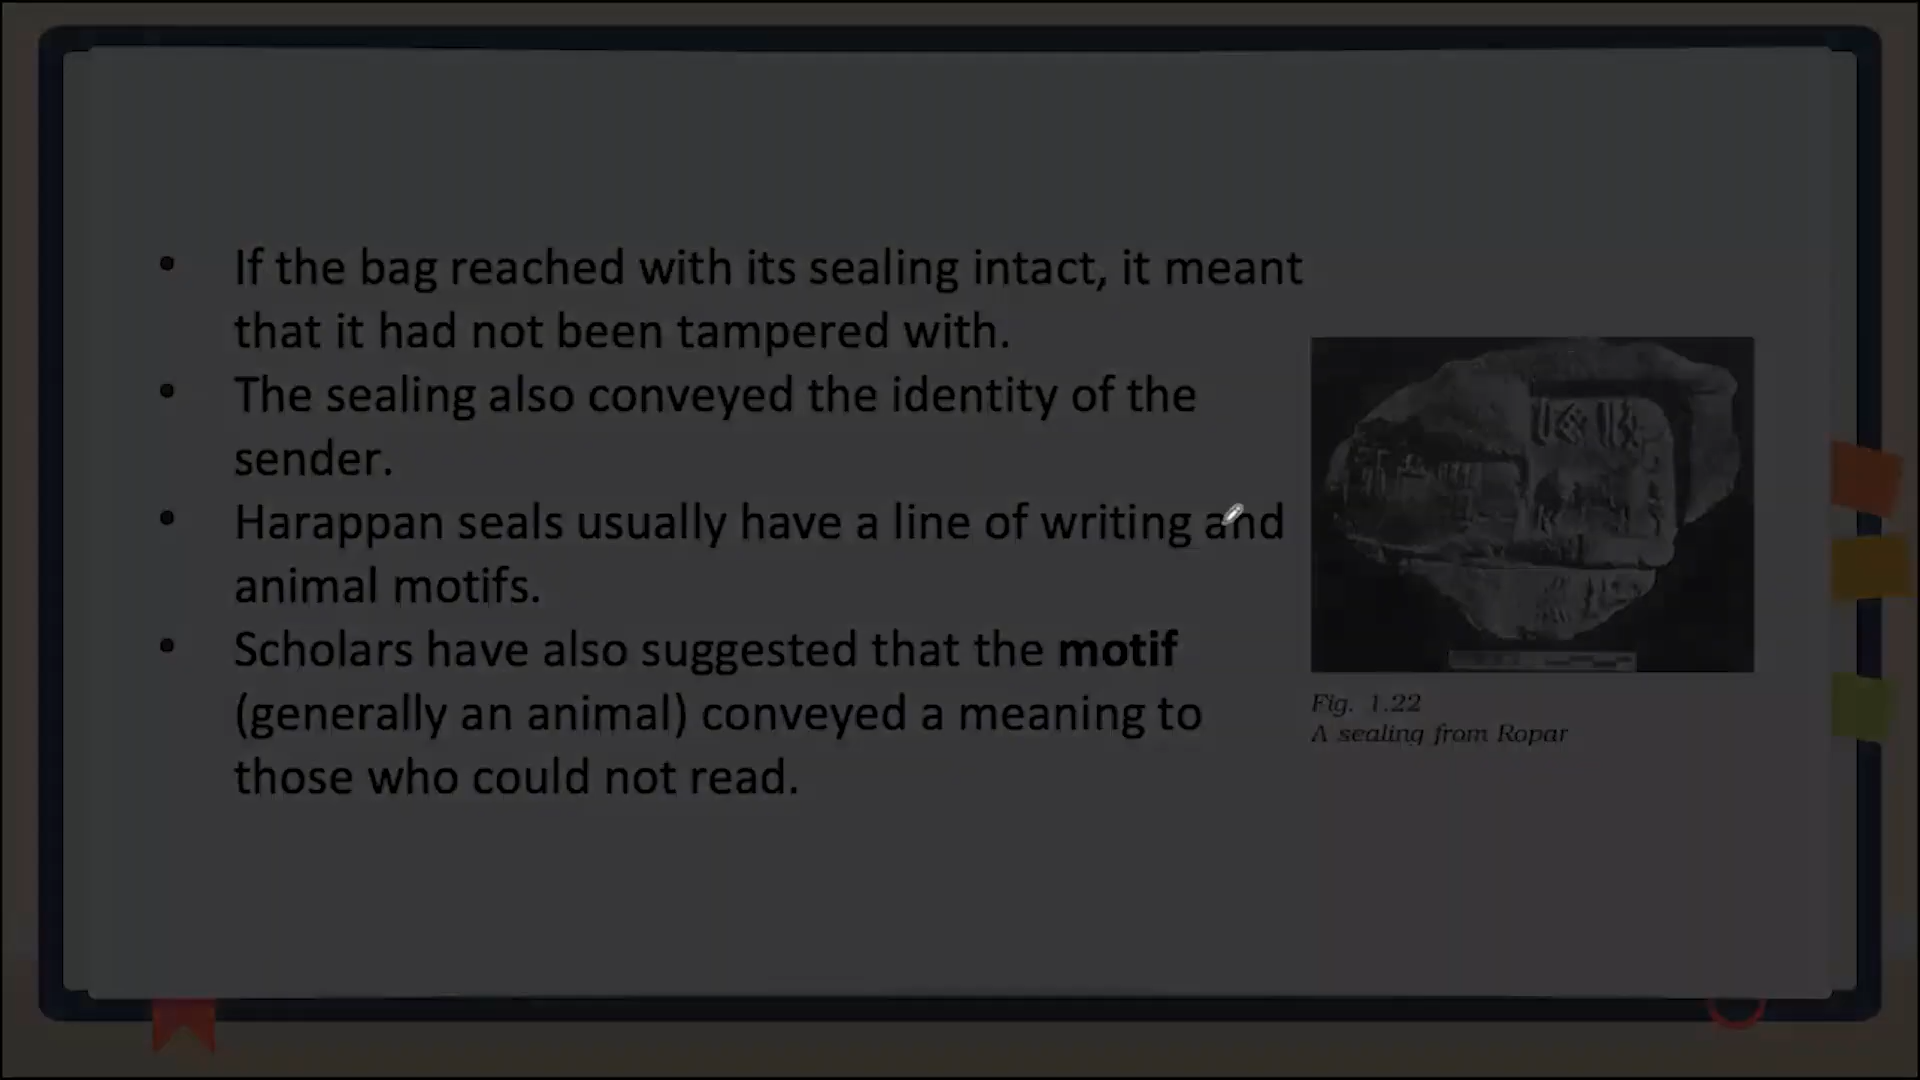 • If the bag reached with its sealing intact, it meant
that it had not been tampered with.
• The sealing also conveyed the identity of the
sender.
• Harappan seals usually have a line of writing and
animal motifs.
• Scholars have also suggested that the motif
(generally an animal) conveyed a meaning to
those who could not read.
Fig. 1.22
A sealing from Ropar